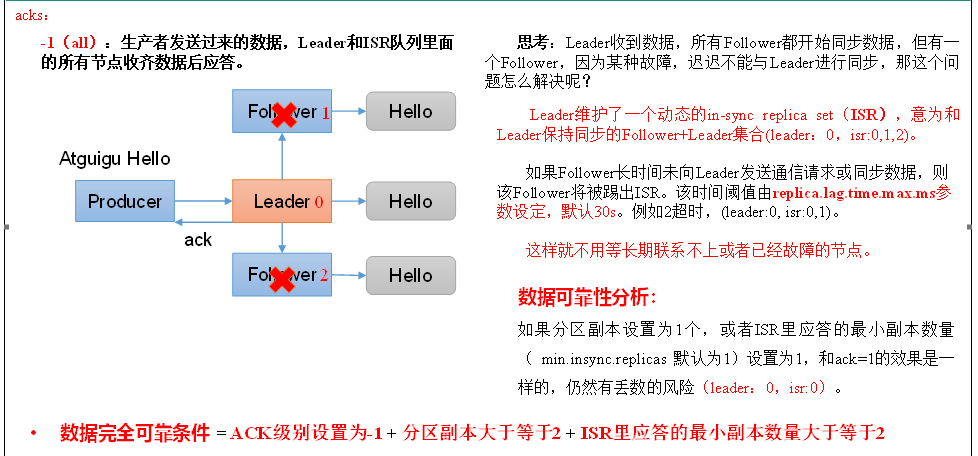 acks：
-1（all）：生产者发送过来的数据，Leader和ISR队列里面
的所有节点收齐数据后应答。
Follower 1
Hello
Atguigu Hello
Producer
Leader 0
Hello
ack
Follower 2
Hello
思考：Leader收到数据，所有Follower都开始同步数据，但有一
个Follower，因为某种故障，迟迟不能与Leader进行同步，那这个问
题怎么解决呢？
Leader维护了一个动态的in-sync replica set（ISR），意为和
Leader保持同步的Follower+Leader集合(leader：0，isr:0,1,2)。
如果Follower长时间未向Leader发送通信请求或同步数据，则
该Follower将被踢出ISR。该时间阈值由replica.lag.time.max.ms参
数设定，默认30s。例如2超时，(leader:0, isr:0,1)。
这样就不用等长期联系不上或者已经故障的节点。
数据可靠性分析：
如果分区副本设置为1个，或者ISR里应答的最小副本数量
（ min.insync.replicas 默认为1）设置为1，和ack=1的效果是一
样的，仍然有丢数的风险（leader：0，isr:0）。
• 数据完全可靠条件 = ACK级别设置为-1 + 分区副本大于等于2 + ISR里应答的最小副本数量大于等于2